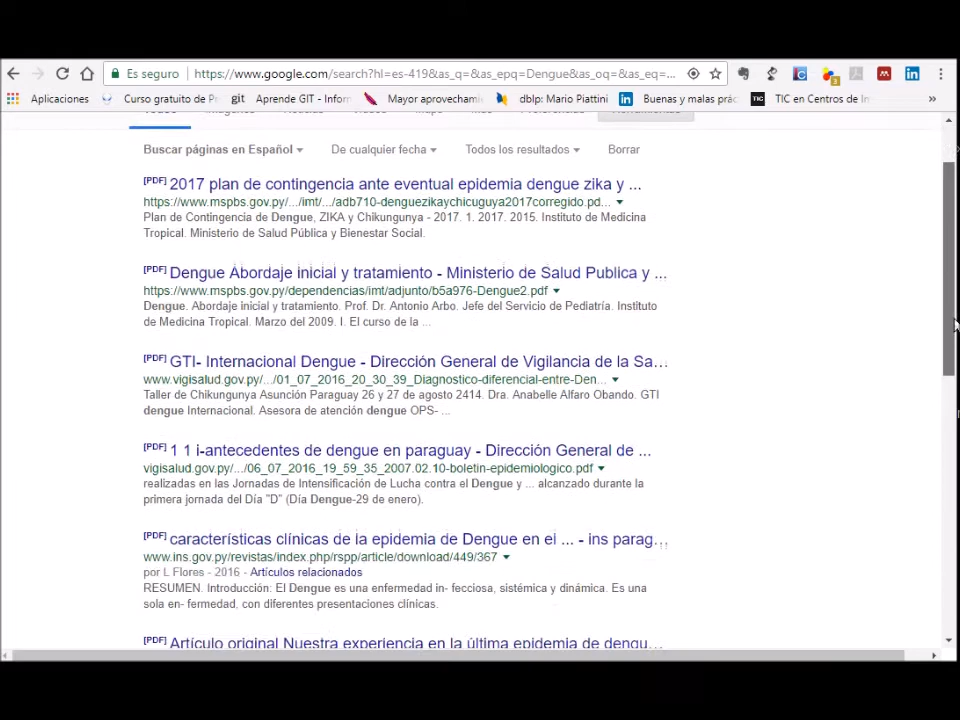 Es seguro https://www.google.com/search?hl=es-419&as_q=&as_epq=Dengue&as_oq=&as_eq=...
Aplicaciones Curso gratuito de Pr git Aprende GIT - Inform Mayor aprovechamie dblp: Mario Piattini Buenas y malas prác TIC TIC en Centros de In »
Buscar páginas en Español De cualquier fecha Todos los resultados Borrar
[PDF] 2017 plan de contingencia ante eventual epidemia dengue zika y ...
https://www.mspbs.gov.py/.../imt/.../adb710-denguezikaychicuguya2017corregido.pd...
Plan de Contingencia de Dengue, ZIKA y Chikungunya - 2017. 1. 2017. 2015. Instituto de Medicina
Tropical. Ministerio de Salud Pública y Bienestar Social.
[PDF] Dengue Abordaje inicial y tratamiento - Ministerio de Salud Publica y ...
https://www.mspbs.gov.py/dependencias/imt/adjunto/b5a976-Dengue2.pdf
Dengue. Abordaje inicial y tratamiento. Prof. Dr. Antonio Arbo. Jefe del Servicio de Pediatría. Instituto
de Medicina Tropical. Marzo del 2009. I. El curso de la ...
[PDF] GTI- Internacional Dengue - Dirección General de Vigilancia de la Sa...
www.vigisalud.gov.py/.../01_07_2016_20_30_39_Diagnostico-diferencial-entre-Den...
Taller de Chikungunya Asunción Paraguay 26 y 27 de agosto 2414. Dra. Anabelle Alfaro Obando. GTI
dengue Internacional. Asesora de atención dengue OPS- ...
[PDF] 1 1 i-antecedentes de dengue en paraguay - Dirección General de ...
vigisalud.gov.py/.../06_07_2016_19_59_35_2007.02.10-boletin-epidemiologico.pdf
realizadas en las Jornadas de Intensificación de Lucha contra el Dengue y ... alcanzado durante la
primera jornada del Día "D" (Día Dengue-29 de enero).
[PDF] características clínicas de la epidemia de Dengue en el ... - ins parag...
www.ins.gov.py/revistas/index.php/rspp/article/download/449/367
por L Flores - 2016 - Artículos relacionados
RESUMEN. Introducción: El Dengue es una enfermedad in- fecciosa, sistémica y dinámica. Es una
sola en- fermedad, con diferentes presentaciones clínicas.
[PDF] Artículo original Nuestra experiencia en la última epidemia de dengu...